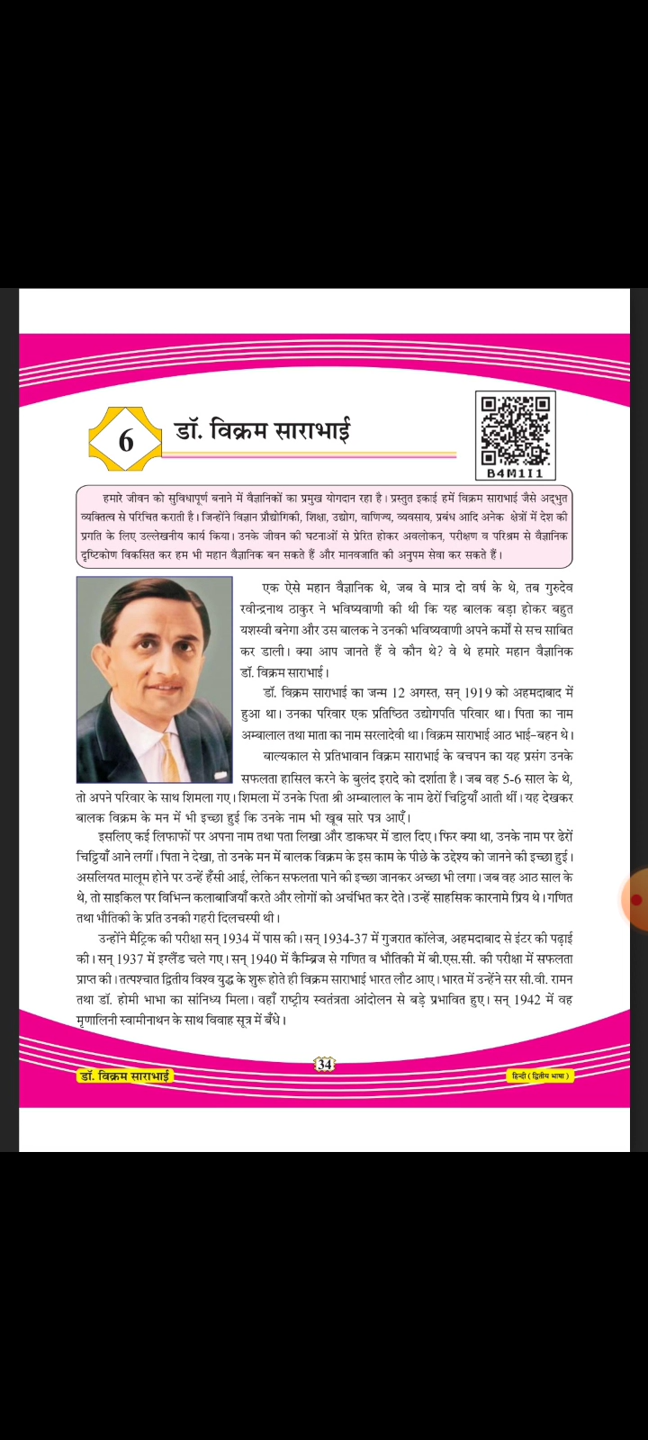 6
डॉ. विक्रम साराभाई
B4M1I1
हमारे जीवन को सुविधापूर्ण बनाने में वैज्ञानिकों का प्रमुख योगदान रहा है। प्रस्तुत इकाई हमें विक्रम साराभाई जैसे अद्भुत
व्यक्तित्व से परिचित कराती है। जिन्होंने विज्ञान प्रौद्योगिकी, शिक्षा, उद्योग, वाणिज्य, व्यवसाय, प्रबंध आदि अनेक क्षेत्रों में देश की
प्रगति के लिए उल्लेखनीय कार्य किया। उनके जीवन की घटनाओं से प्रेरित होकर अवलोकन, परीक्षण व परिश्रम से वैज्ञानिक
दृष्टिकोण विकसित कर हम भी महान वैज्ञानिक बन सकते हैं और मानवजाति की अनुपम सेवा कर सकते हैं।
एक ऐसे महान वैज्ञानिक थे, जब वे मात्र दो वर्ष के थे, तब गुरुदेव
रवीन्द्रनाथ ठाकुर ने भविष्यवाणी की थी कि यह बालक बड़ा होकर बहुत
यशस्वी बनेगा और उस बालक ने उनकी भविष्यवाणी अपने कर्मों से सच साबित
कर डाली। क्या आप जानते हैं वे कौन थे? वे थे हमारे महान वैज्ञानिक
डॉ. विक्रम साराभाई।
डॉ. विक्रम साराभाई का जन्म 12 अगस्त, सन् 1919 को अहमदाबाद में
हुआ था। उनका परिवार एक प्रतिष्ठित उद्योगपति परिवार था। पिता का नाम
अम्बालाल तथा माता का नाम सरलादेवी था। विक्रम साराभाई आठ भाई-बहन थे।
बाल्यकाल से प्रतिभावान विक्रम साराभाई के बचपन का यह प्रसंग उनके
सफलता हासिल करने के बुलंद इरादे को दर्शाता है। जब वह 5-6 साल के थे,
तो अपने परिवार के साथ शिमला गए। शिमला में उनके पिता श्री अम्बालाल के नाम ढेरों चिट्ठियाँ आती थीं। यह देखकर
बालक विक्रम के मन में भी इच्छा हुई कि उनके नाम भी खूब सारे पत्र आएँ।
इसलिए कई लिफाफों पर अपना नाम तथा पता लिखा और डाकघर में डाल दिए। फिर क्या था, उनके नाम पर ढेरों
चिट्ठियाँ आने लगीं। पिता ने देखा, तो उनके मन में बालक विक्रम के इस काम के पीछे के उद्देश्य को जानने की इच्छा हुई।
असलियत मालूम होने पर उन्हें हँसी आई, लेकिन सफलता पाने की इच्छा जानकर अच्छा भी लगा। जब वह आठ साल के
थे, तो साइकिल पर विभिन्न कलाबाजियाँ करते और लोगों को अचंभित कर देते। उन्हें साहसिक कारनामे प्रिय थे। गणित
तथा भौतिकी के प्रति उनकी गहरी दिलचस्पी थी।
उन्होंने मैट्रिक की परीक्षा सन् 1934 में पास की। सन् 1934-37 में गुजरात कॉलेज, अहमदाबाद से इंटर की पढ़ाई
की। सन् 1937 में इंग्लैंड चले गए। सन् 1940 में कैम्ब्रिज से गणित व भौतिकी में बी.एस.सी. की परीक्षा में सफलता
प्राप्त की। तत्पश्चात द्वितीय विश्व युद्ध के शुरू होते ही विक्रम साराभाई भारत लौट आए। भारत में उन्होंने सर सी.वी. रामन
तथा डॉ. होमी भाभा का सांनिध्य मिला। वहाँ राष्ट्रीय स्वतंत्रता आंदोलन से बड़े प्रभावित हुए। सन् 1942 में वह
मृणालिनी स्वामीनाथन के साथ विवाह सूत्र में बँधे।
34
डॉ. विक्रम साराभाई
हिन्दी (द्वितीय भाषा)